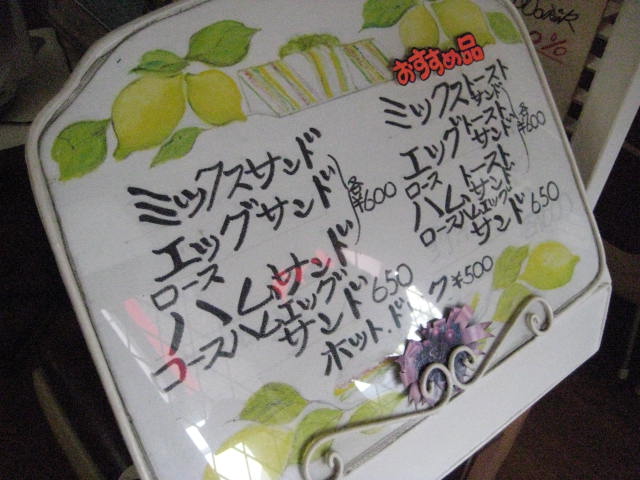 おすすめ品
ミックスサンド
エッグサンド
各¥600
ロース
ハムサンド
ロースハムエッグ
サンド 650
ホット.ドック ¥500
ミックストースト
サンド
エッグトースト
サンド
各¥600
ロース
ハムトースト
サンド
ロースハムエッグ
サンド 650